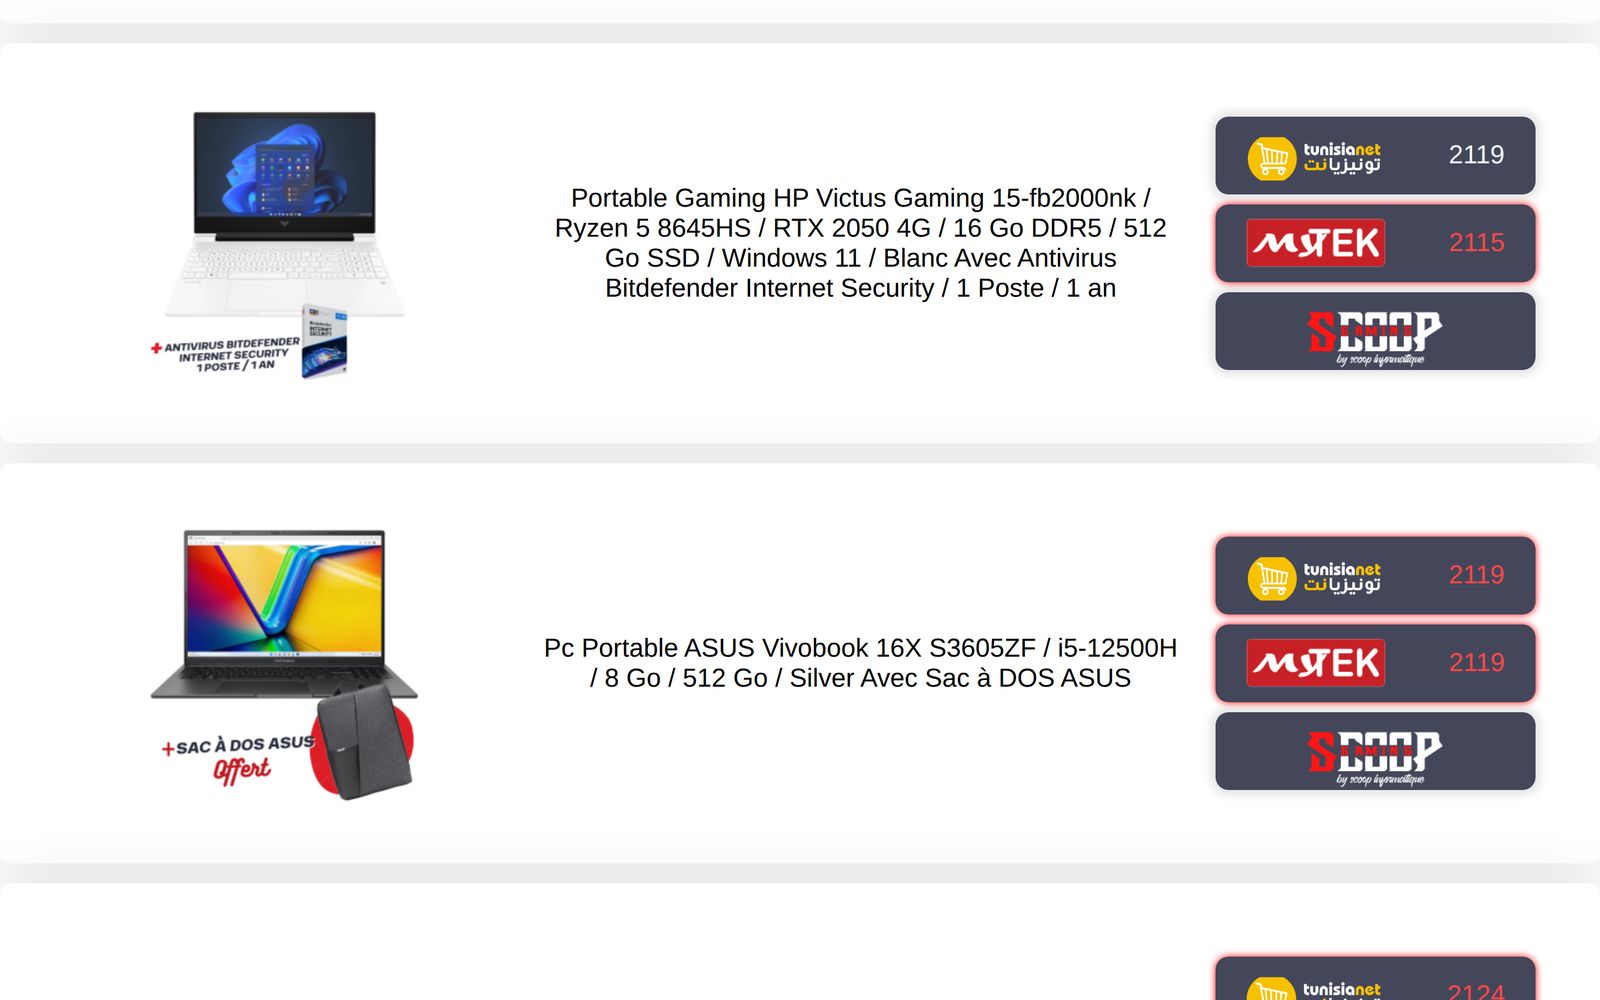 + ANTIVIRUS BITDEFENDER
INTERNET SECURITY
1 POSTE / 1 AN
Bitdefender
INTERNET
SECURITY
Portable Gaming HP Victus Gaming 15-fb2000nk /
Ryzen 5 8645HS / RTX 2050 4G / 16 Go DDR5 / 512
Go SSD / Windows 11 / Blanc Avec Antivirus
Bitdefender Internet Security / 1 Poste / 1 an
tunisianet
تونيزيانت
2119
MYTEK
2115
SCOOP
GAMING
by scoop informatique
+ SAC À DOS ASUS
Offert
Pc Portable ASUS Vivobook 16X S3605ZF / i5-12500H
/ 8 Go / 512 Go / Silver Avec Sac à DOS ASUS
tunisianet
تونيزيانت
2119
MYTEK
2119
SCOOP
GAMING
by scoop informatique
tunisianet
2124